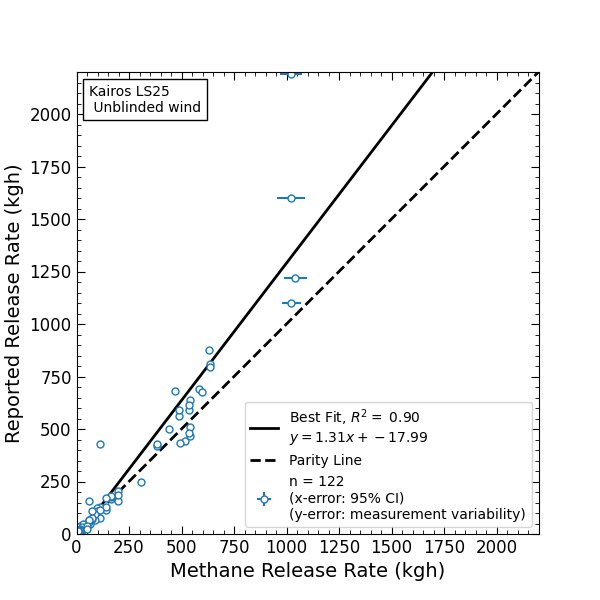 Kairos LS25
Unblinded wind
Reported Release Rate (kgh)
2000
1750
1500
1250
1000
750
500
250
0
Best Fit, $R^2 =$ 0.90
$y = 1.31x + −17.99$
Parity Line
n = 122
(x-error: 95% CI)
(y-error: measurement variability)
0 250 500 750 1000 1250 1500 1750 2000
Methane Release Rate (kgh)